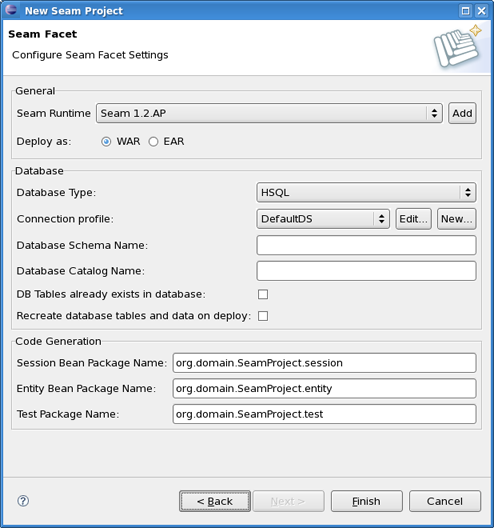 New Seam Project
Seam Facet
Configure Seam Facet Settings
General
Seam Runtime Seam 1.2.AP Add
Deploy as: WAR EAR
Database
Database Type: HSQL
Connection profile: DefaultDS Edit... New...
Database Schema Name:
Database Catalog Name:
DB Tables already exists in database:
Recreate database tables and data on deploy:
Code Generation
Session Bean Package Name: org.domain.SeamProject.session
Entity Bean Package Name: org.domain.SeamProject.entity
Test Package Name: org.domain.SeamProject.test
? < Back Next > Finish Cancel